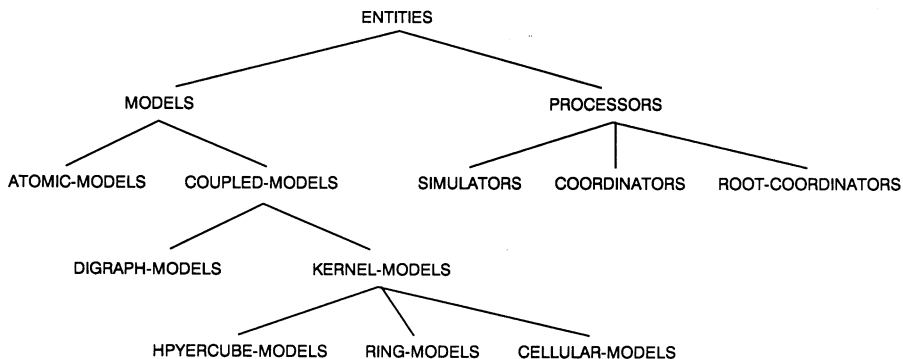 ENTITIES
MODELS PROCESSORS
ATOMIC-MODELS COUPLED-MODELS SIMULATORS COORDINATORS ROOT-COORDINATORS
DIGRAPH-MODELS KERNEL-MODELS
HPYERCUBE-MODELS RING-MODELS CELLULAR-MODELS